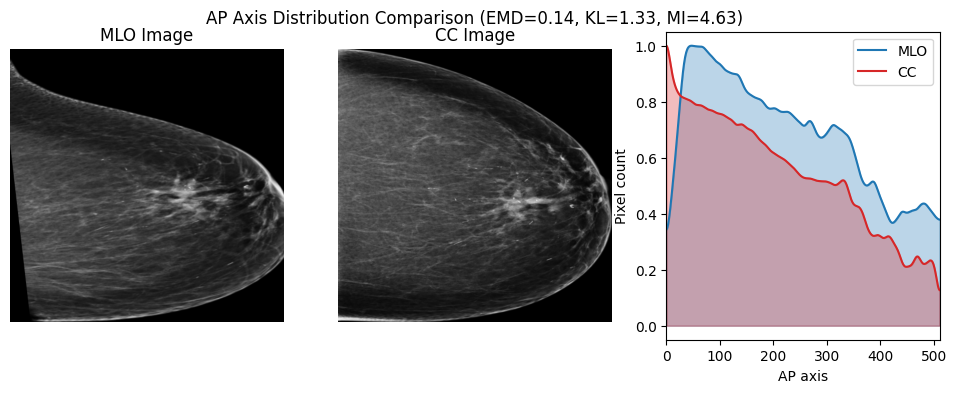 AP Axis Distribution Comparison (EMD=0.14, KL=1.33, MI=4.63)
MLO Image
CC Image
MLO
CC
1.0
0.8
0.6
0.4
0.2
0.0
Pixel count
0 100 200 300 400 500
AP axis